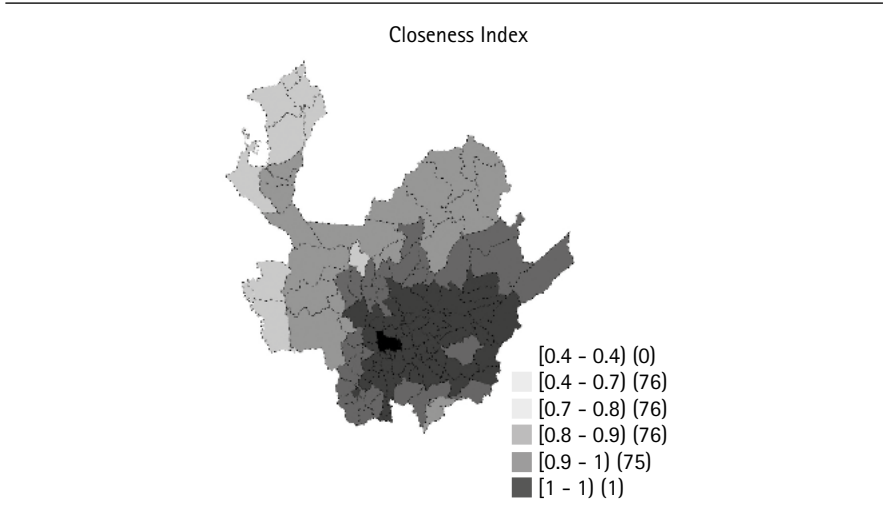 Closeness Index
[0.4 - 0.4) (0)
[0.4 - 0.7) (76)
[0.7 - 0.8) (76)
[0.8 - 0.9) (76)
[0.9 - 1) (75)
[1 - 1) (1)